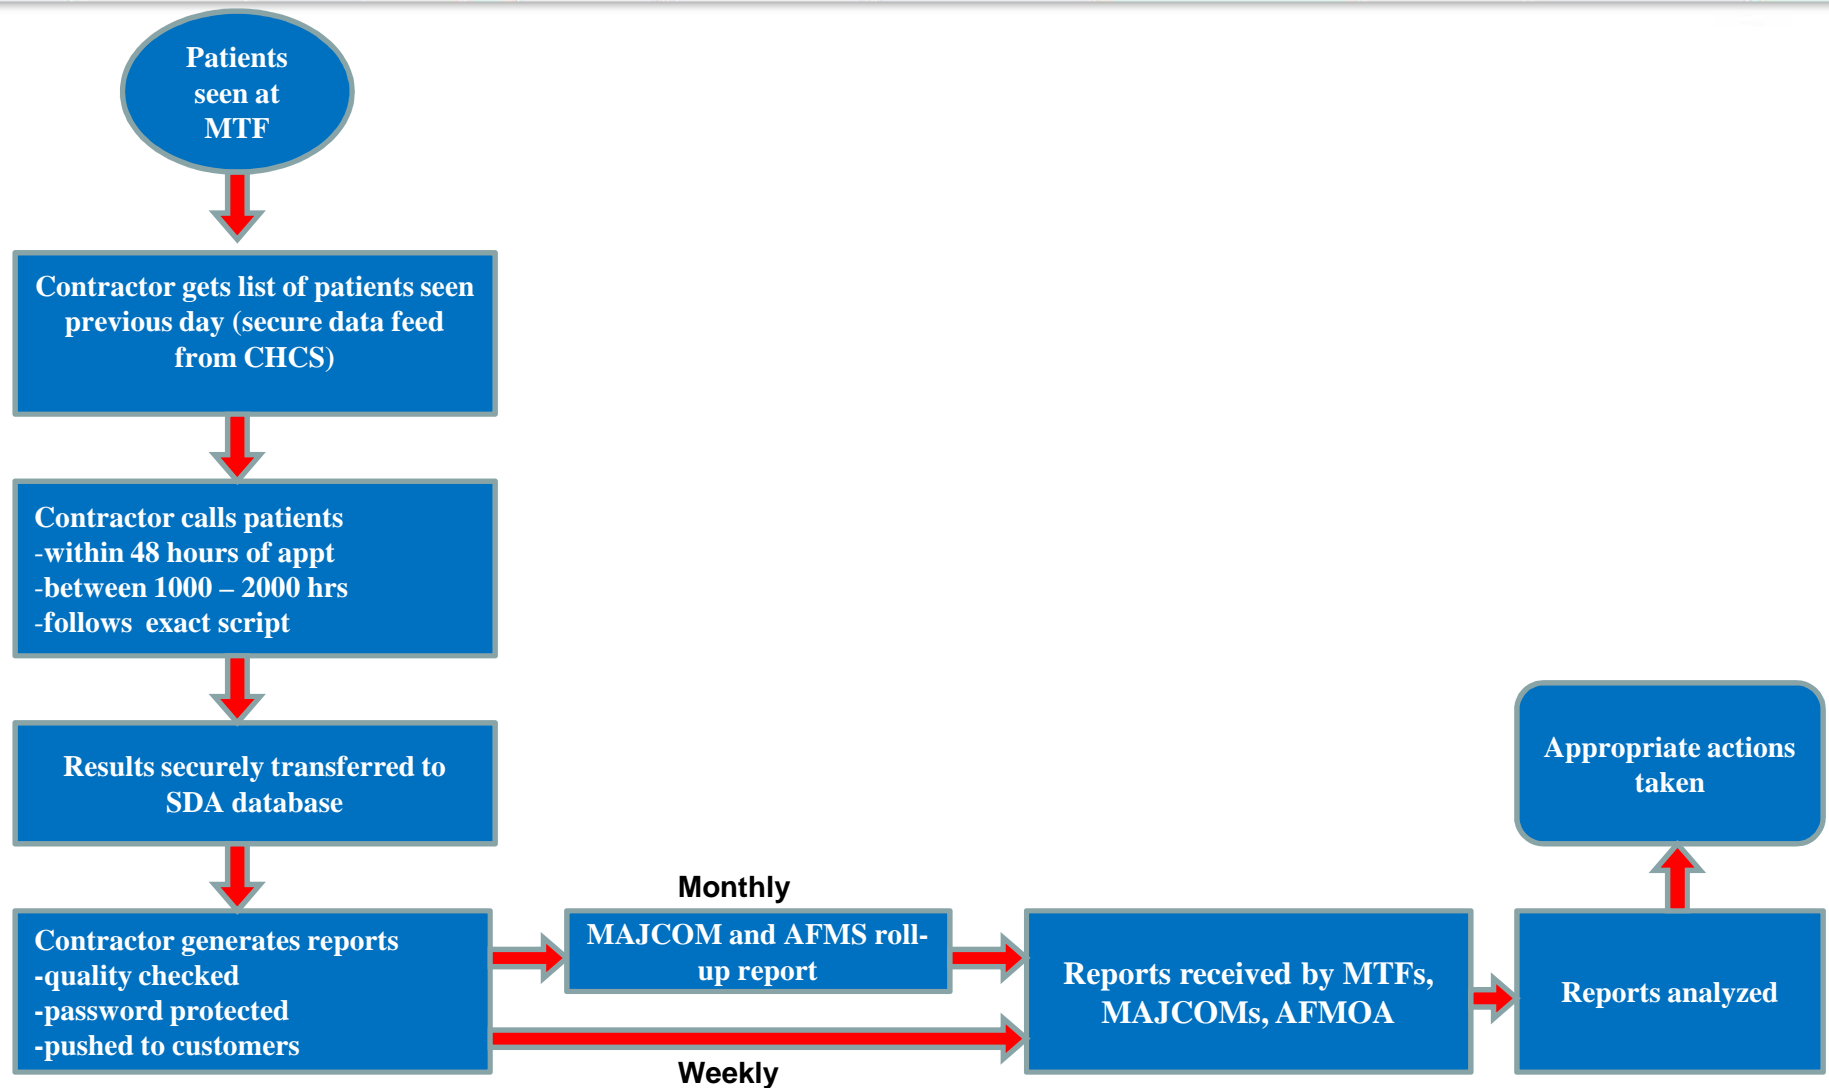 Patients
seen at
MTF
Contractor gets list of patients seen
previous day (secure data feed
from CHCS)
Contractor calls patients
-within 48 hours of appt
-between 1000 – 2000 hrs
-follows exact script
Results securely transferred to
SDA database
Contractor generates reports
-quality checked
-password protected
-pushed to customers
Monthly
MAJCOM and AFMS roll-
up report
Weekly
Reports received by MTFs,
MAJCOMs, AFMOA
Reports analyzed
Appropriate actions
taken